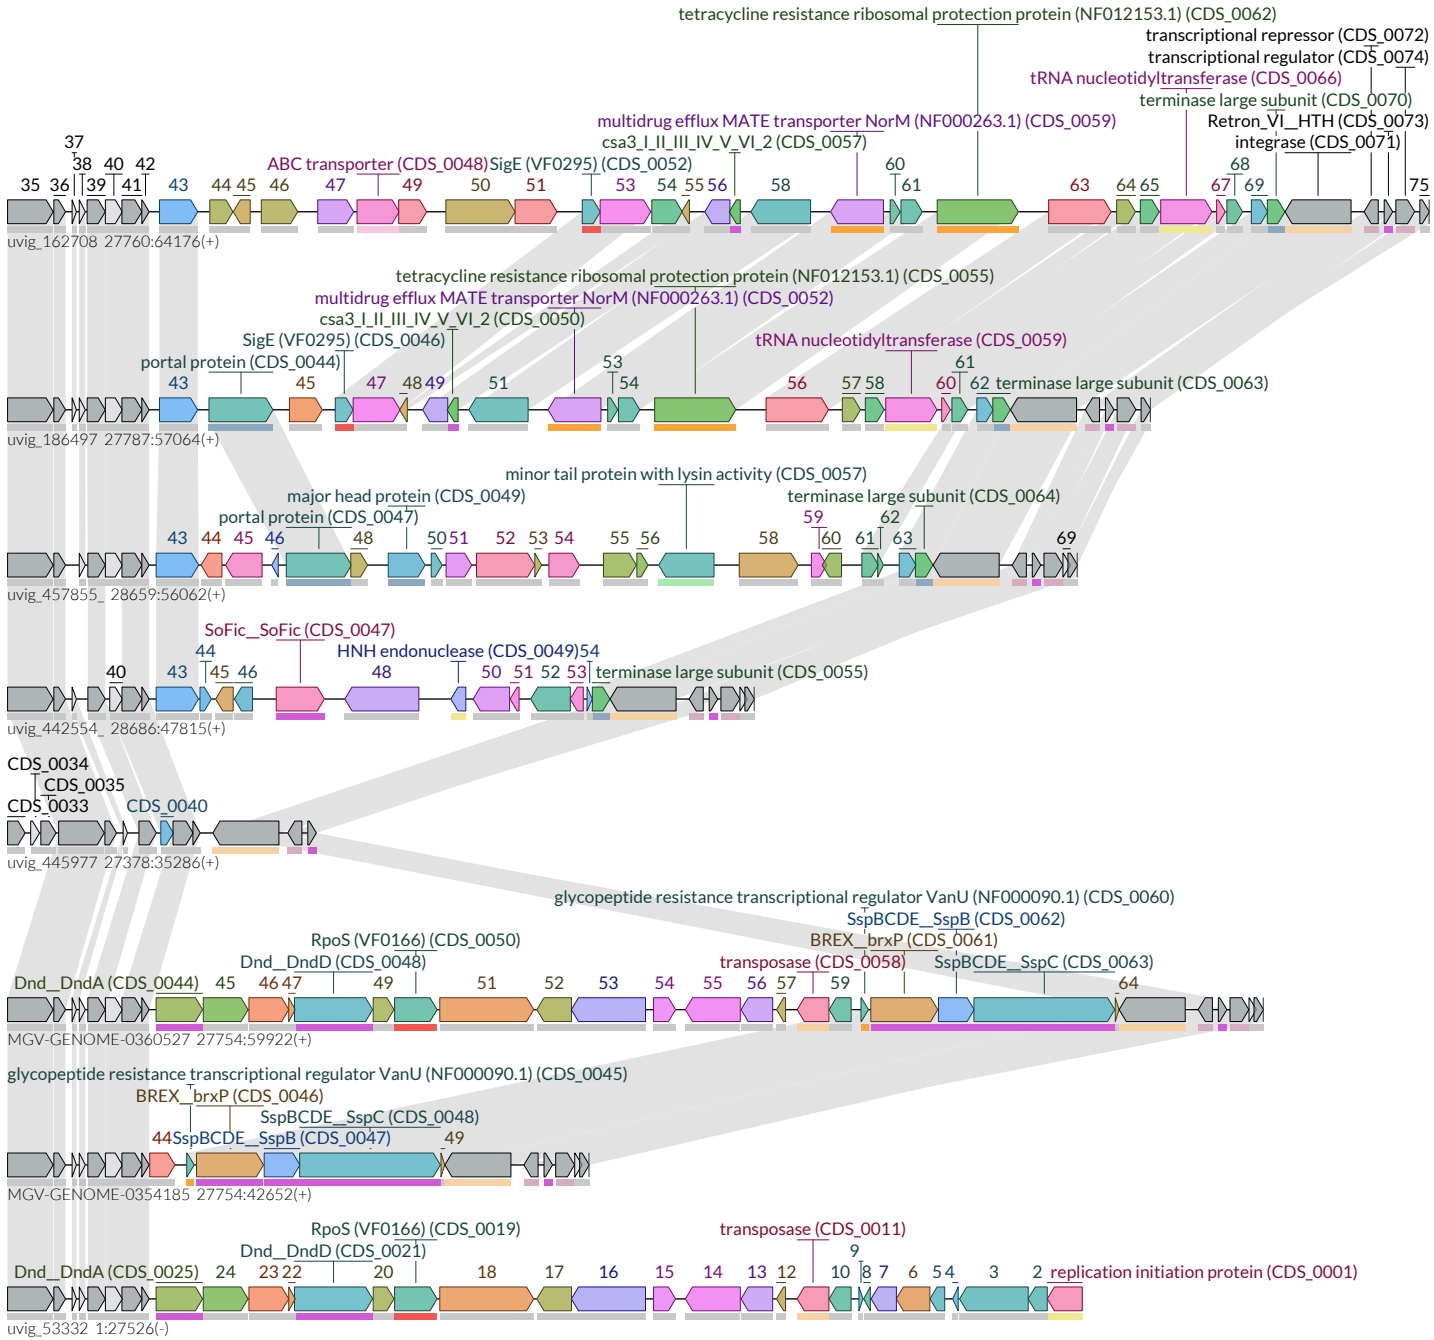 tetracycline resistance ribosomal protection protein (NF012153.1) (CDS_0062)
transcriptional repressor (CDS_0072)
transcriptional regulator (CDS_0074)
tRNA nucleotidyltransferase (CDS_0066)
terminase large subunit (CDS_0070)
multidrug efflux MATE transporter NorM (NF000263.1) (CDS_0059) Retron_VI__HTH (CDS_0073)
37 csa3_I_II_III_IV_V_VI_2 (CDS_0057) integrase (CDS_0071)
38 40 42 ABC transporter (CDS_0048) SigE (VF0295) (CDS_0052) 60 68
35 36 39 41 43 44 45 46 47 49 50 51 53 54 55 56 58 61 63 64 65 67 69 75
uvig_162708 27760:64176(+)
tetracycline resistance ribosomal protection protein (NF012153.1) (CDS_0055)
multidrug efflux MATE transporter NorM (NF000263.1) (CDS_0052)
csa3_I_II_III_IV_V_VI_2 (CDS_0050)
SigE (VF0295) (CDS_0046) tRNA nucleotidyltransferase (CDS_0059)
portal protein (CDS_0044) 53 61
43 45 47 48 49 51 54 56 57 58 60 62 terminase large subunit (CDS_0063)
uvig_186497 27787:57064(+)
minor tail protein with lysin activity (CDS_0057)
major head protein (CDS_0049) terminase large subunit (CDS_0064)
portal protein (CDS_0047) 59 62
43 44 45 46 48 50 51 52 53 54 55 56 58 60 61 63 69
uvig_457855_ 28659:56062(+)
SoFic__SoFic (CDS_0047)
44 HNH endonuclease (CDS_0049) 54
40 43 45 46 48 50 51 52 53 terminase large subunit (CDS_0055)
uvig_442554_ 28686:47815(+)
CDS_0034
CDS_0035
CDS_0033 CDS_0040
uvig_445977 27378:35286(+)
glycopeptide resistance transcriptional regulator VanU (NF000090.1) (CDS_0060)
SspBCDE__SspB (CDS_0062)
RpoS (VF0166) (CDS_0050) BREX__brxP (CDS_0061)
Dnd__DndD (CDS_0048) transposase (CDS_0058) SspBCDE__SspC (CDS_0063)
Dnd__DndA (CDS_0044) 45 46 47 49 51 52 53 54 55 56 57 59 64
MGV-GENOME-0360527 27754:59922(+)
glycopeptide resistance transcriptional regulator VanU (NF000090.1) (CDS_0045)
BREX__brxP (CDS_0046)
SspBCDE__SspC (CDS_0048)
44 SspBCDE__SspB (CDS_0047) 49
MGV-GENOME-0354185 27754:42652(+)
RpoS (VF0166) (CDS_0019) transposase (CDS_0011)
Dnd__DndD (CDS_0021) 9
Dnd__DndA (CDS_0025) 24 23 22 20 18 17 16 15 14 13 12 10 8 7 6 5 4 3 2 replication initiation protein (CDS_0001)
uvig_53332 1:27526(-)